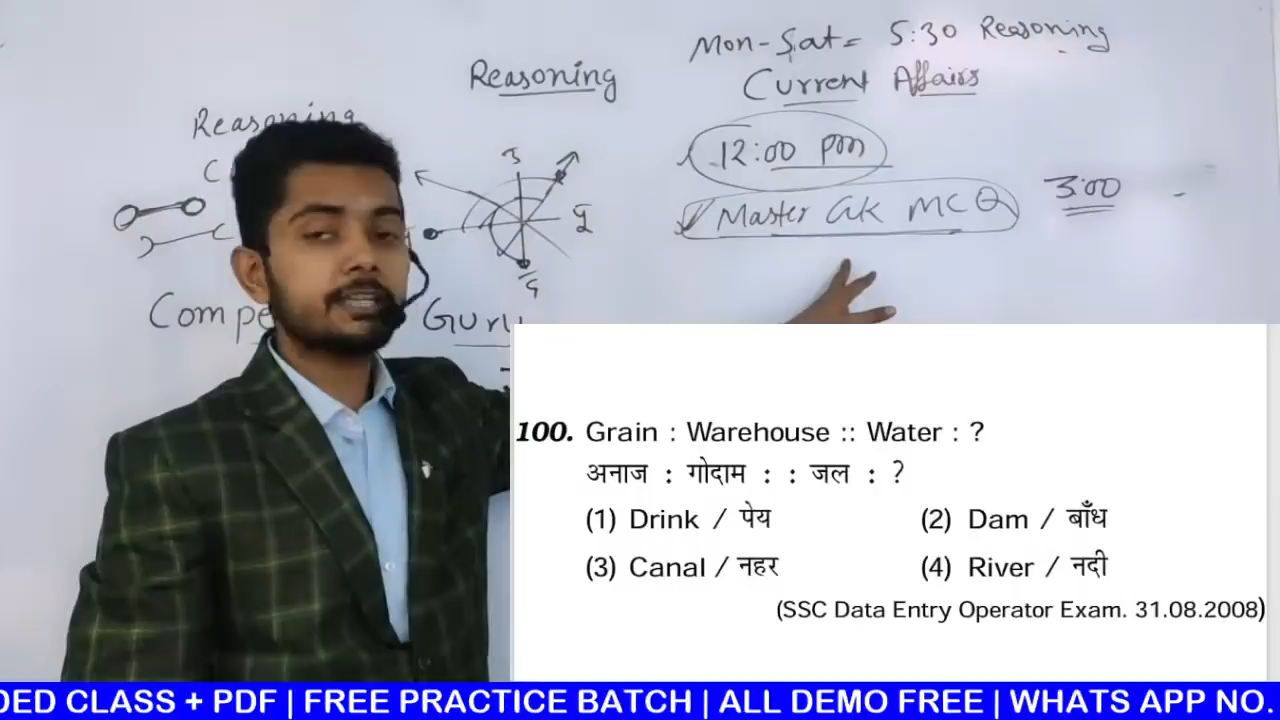 Mon-Sat = 5:30 Reasoning
Current Affairs
Reasoning
Reasoning
12:00 pm
Master GK MCQ
3:00
100. Grain : Warehouse :: Water : ?
अनाज : गोदाम : : जल : ?
(1) Drink / पेय (2) Dam / बाँध
(3) Canal / नहर (4) River / नदी
(SSC Data Entry Operator Exam. 31.08.2008)
DED CLASS + PDF | FREE PRACTICE BATCH | ALL DEMO FREE | WHATS APP NO.